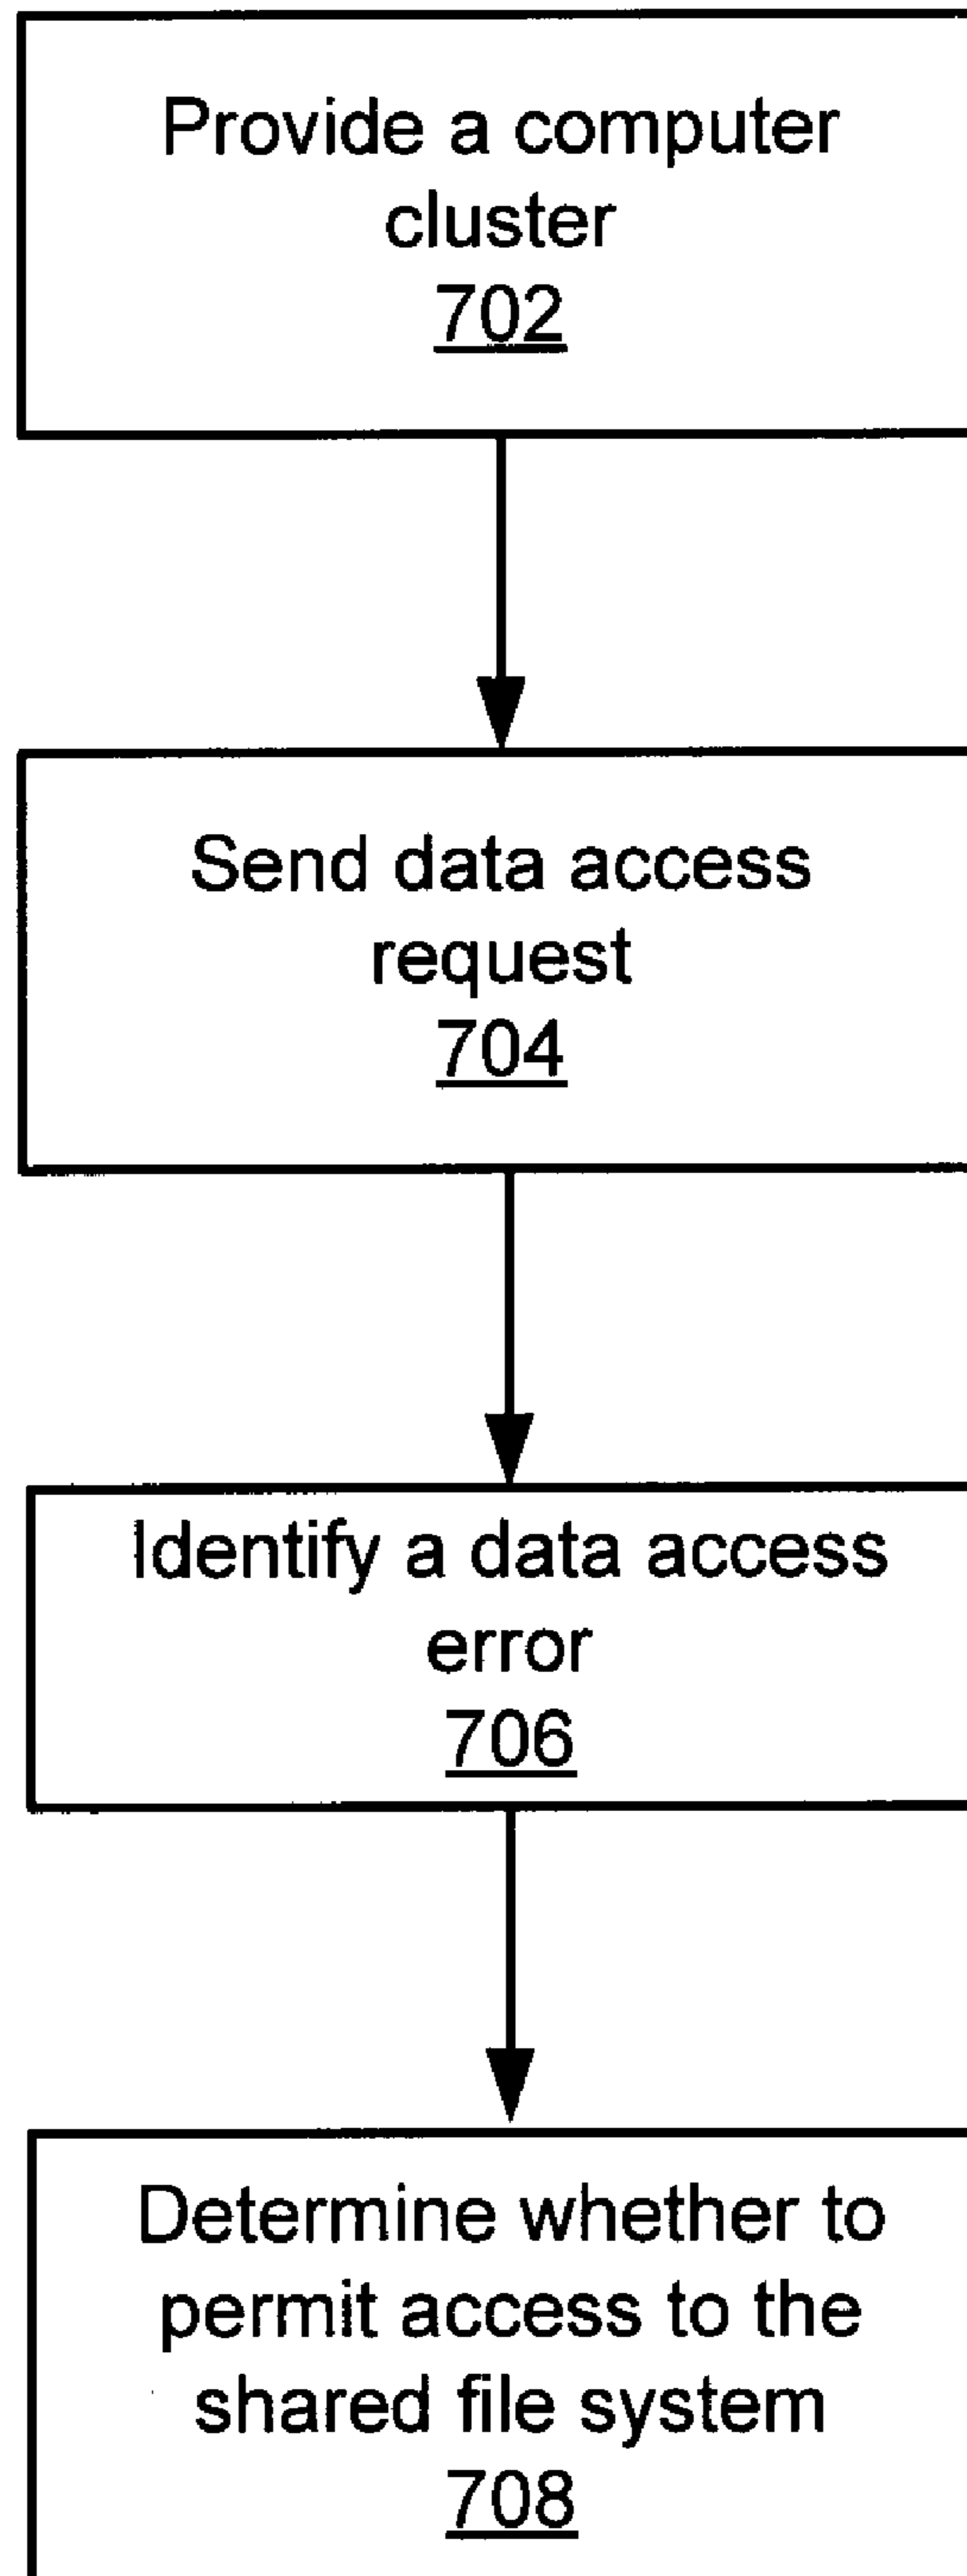 Provide a computer
cluster
702
Send data access
request
704
Identify a data access
error
706
Determine whether to
permit access to the
shared file system
708